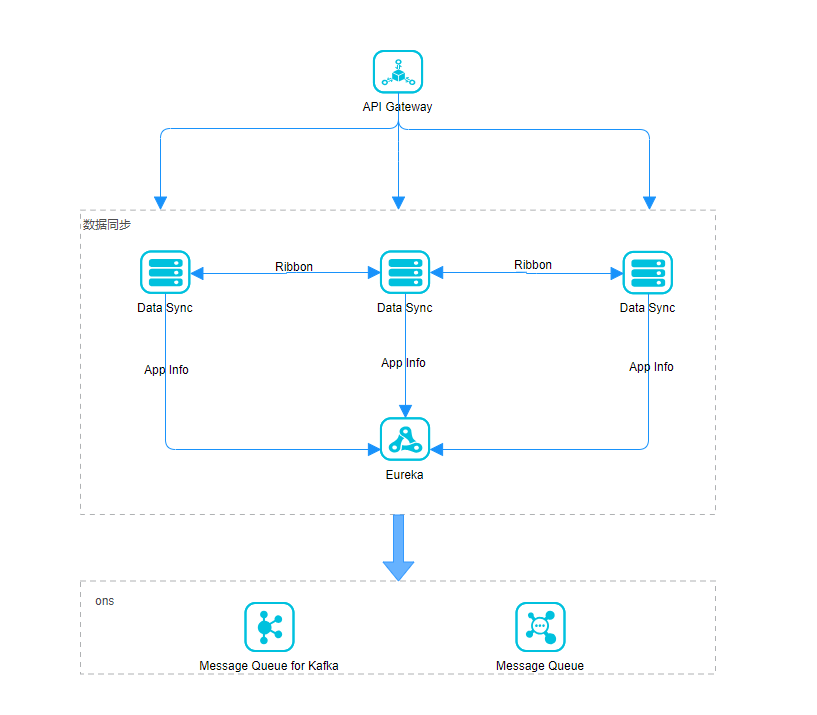 API Gateway
数据同步
Ribbon
Ribbon
Data Sync
Data Sync
Data Sync
App Info
App Info
App Info
Eureka
ons
Message Queue for Kafka
Message Queue